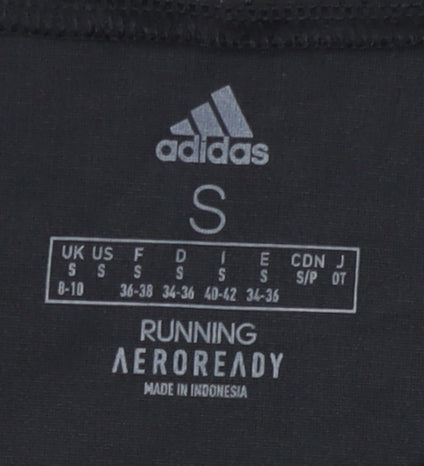 adidas
S
UK US F D I E CDN J
S S S S S S S/P OT
8-10 36-38 34-36 40-42 34-36
RUNNING
AEROREADY
MADE IN INDONESIA